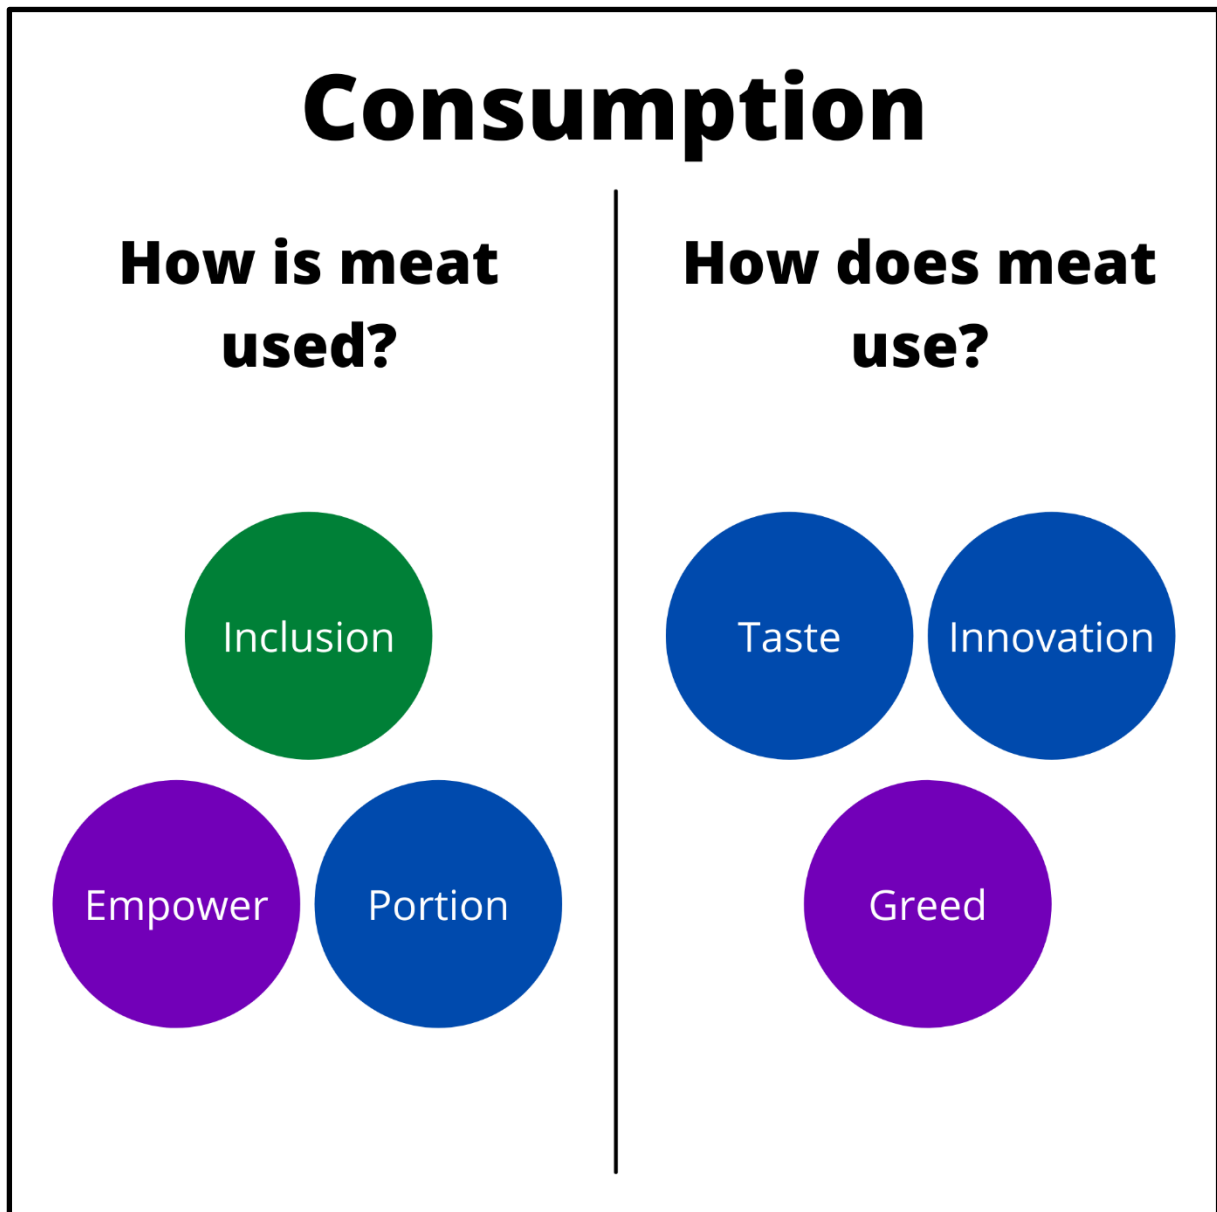 Consumption
How is meat
used?
Inclusion
Empower
Portion
How does meat
use?
Taste
Innovation
Greed